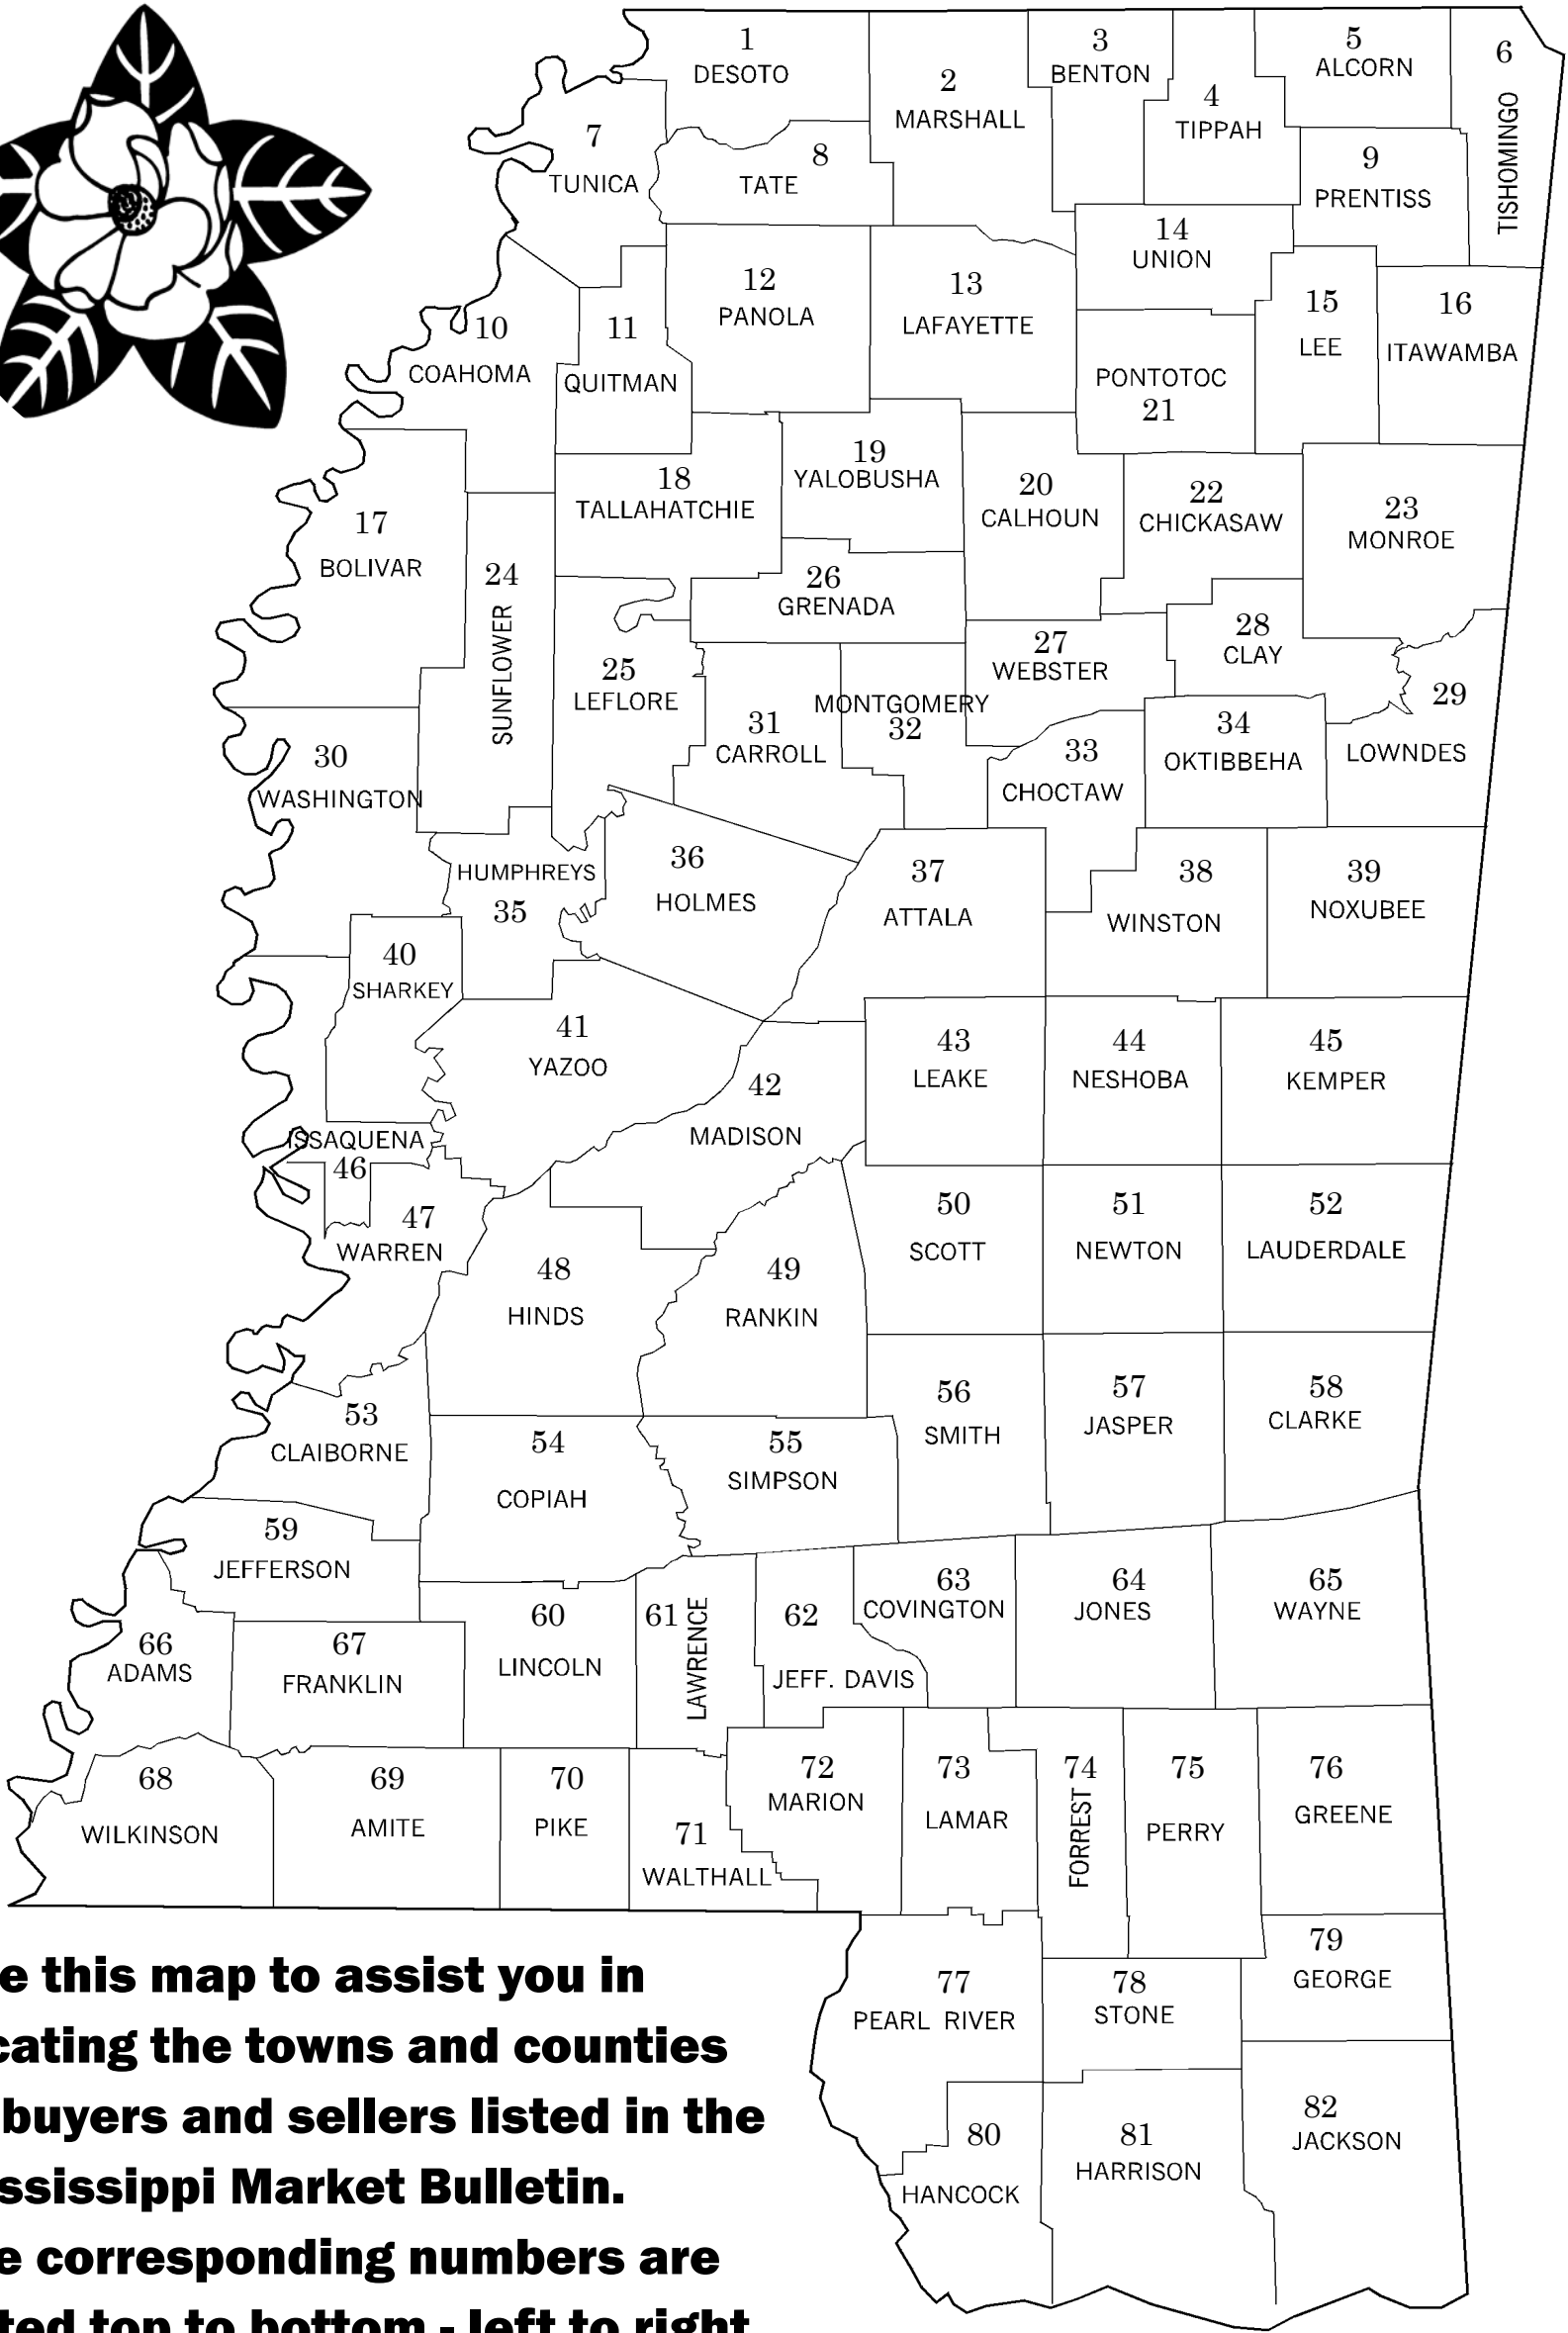 1
DESOTO
2
MARSHALL
3
BENTON
4
TIPPAH
5
ALCORN
6
TISHOMINGO
7
TUNICA
8
TATE
9
PRENTISS
10
COAHOMA
11
QUITMAN
12
PANOLA
13
LAFAYETTE
14
UNION
15
LEE
16
ITAWAMBA
17
BOLIVAR
18
TALLAHATCHIE
19
YALOBUSHA
20
CALHOUN
PONTOTOC
21
22
CHICKASAW
23
MONROE
24
SUNFLOWER
25
LEFLORE
26
GRENADA
27
WEBSTER
28
CLAY
29
LOWNDES
30
WASHINGTON
31
CARROLL
MONTGOMERY
32
33
CHOCTAW
34
OKTIBBEHA
HUMPHREYS
35
36
HOLMES
37
ATTALA
38
WINSTON
39
NOXUBEE
40
SHARKEY
41
YAZOO
42
MADISON
43
LEAKE
44
NESHOBA
45
KEMPER
ISSAQUENA
46
47
WARREN
48
HINDS
49
RANKIN
50
SCOTT
51
NEWTON
52
LAUDERDALE
53
CLAIBORNE
54
COPIAH
55
SIMPSON
56
SMITH
57
JASPER
58
CLARKE
59
JEFFERSON
60
LINCOLN
61
LAWRENCE
62
JEFF. DAVIS
63
COVINGTON
64
JONES
65
WAYNE
66
ADAMS
67
FRANKLIN
68
WILKINSON
69
AMITE
70
PIKE
71
WALTHALL
72
MARION
73
LAMAR
74
FORREST
75
PERRY
76
GREENE
77
PEARL RIVER
78
STONE
79
GEORGE
80
HANCOCK
81
HARRISON
82
JACKSON
e this map to assist you in
cating the towns and counties
buyers and sellers listed in the
ssissippi Market Bulletin.
e corresponding numbers are
ted top to bottom - left to right